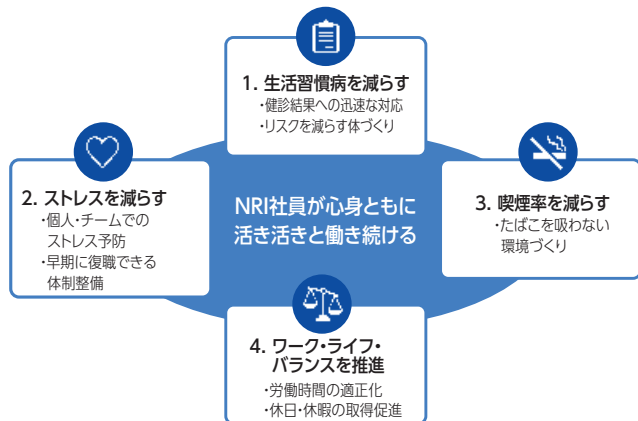 1. 生活習慣病を減らす
・健診結果への迅速な対応
・リスクを減らす体づくり
2. ストレスを減らす
・個人・チームでの
ストレス予防
・早期に復職できる
体制整備
NRI社員が心身ともに
活き活きと働き続ける
3. 喫煙率を減らす
・たばこを吸わない
環境づくり
4. ワーク・ライフ・
バランスを推進
・労働時間の適正化
・休日・休暇の取得促進